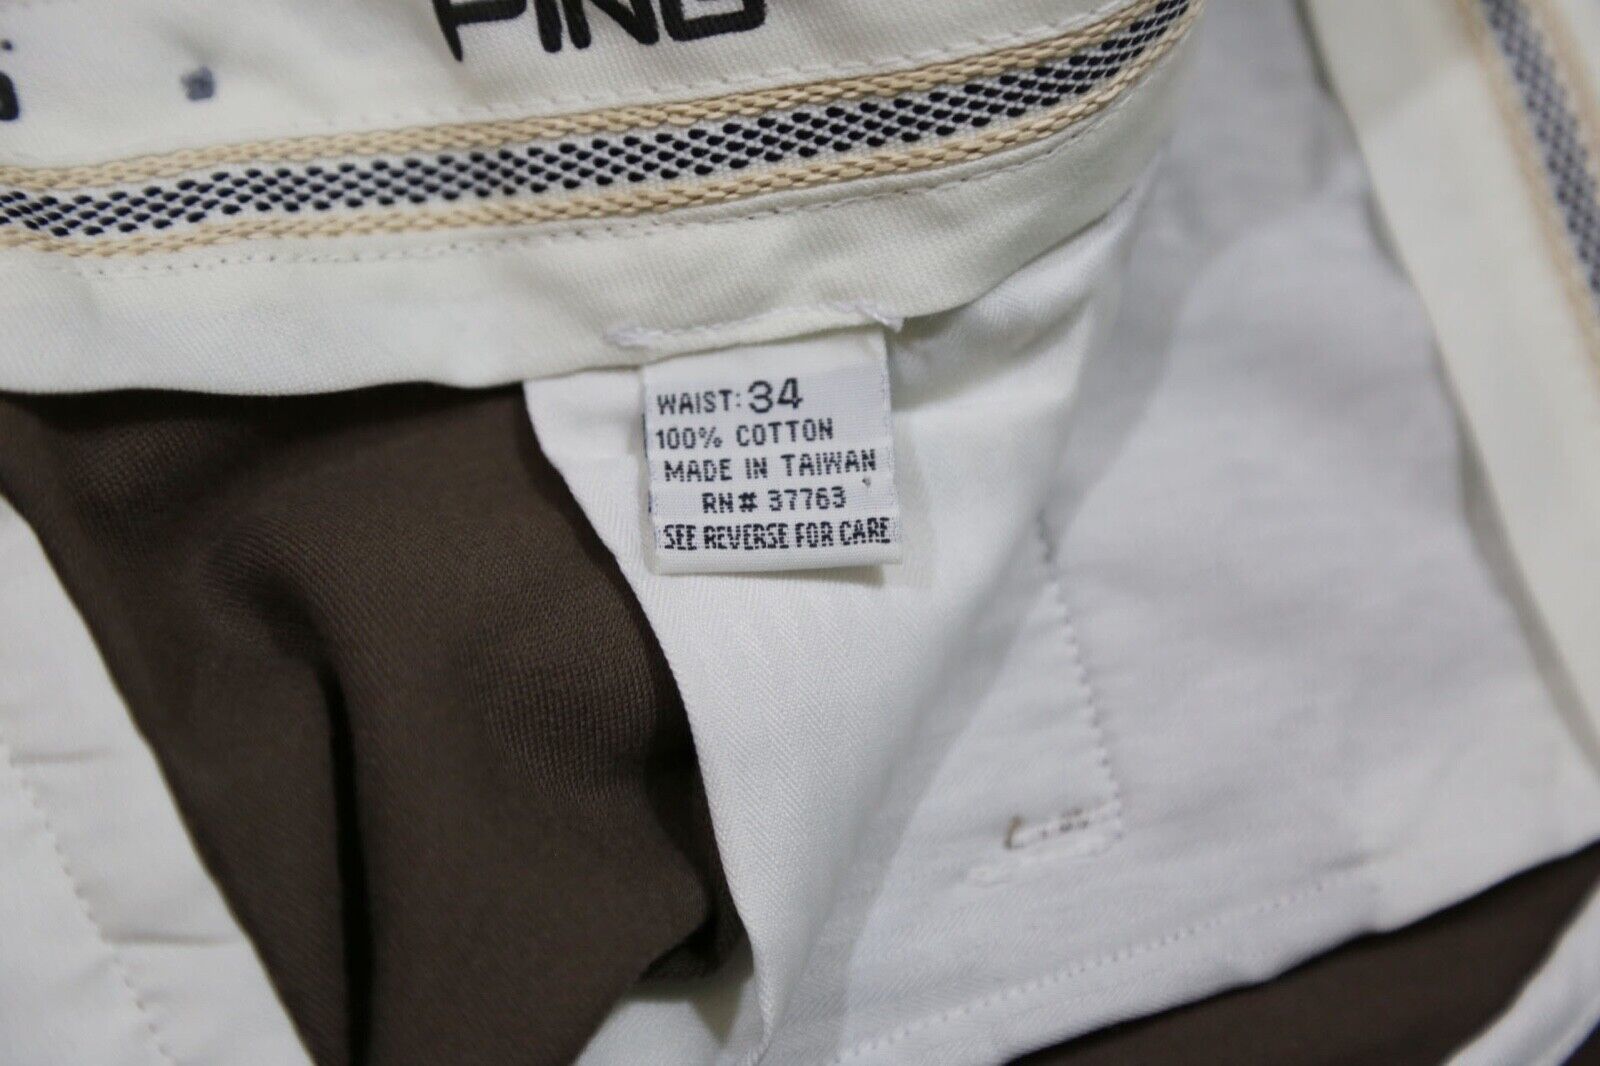 PING
WAIST: 34
100% COTTON
MADE IN TAIWAN
RN# 37763
SEE REVERSE FOR CARE